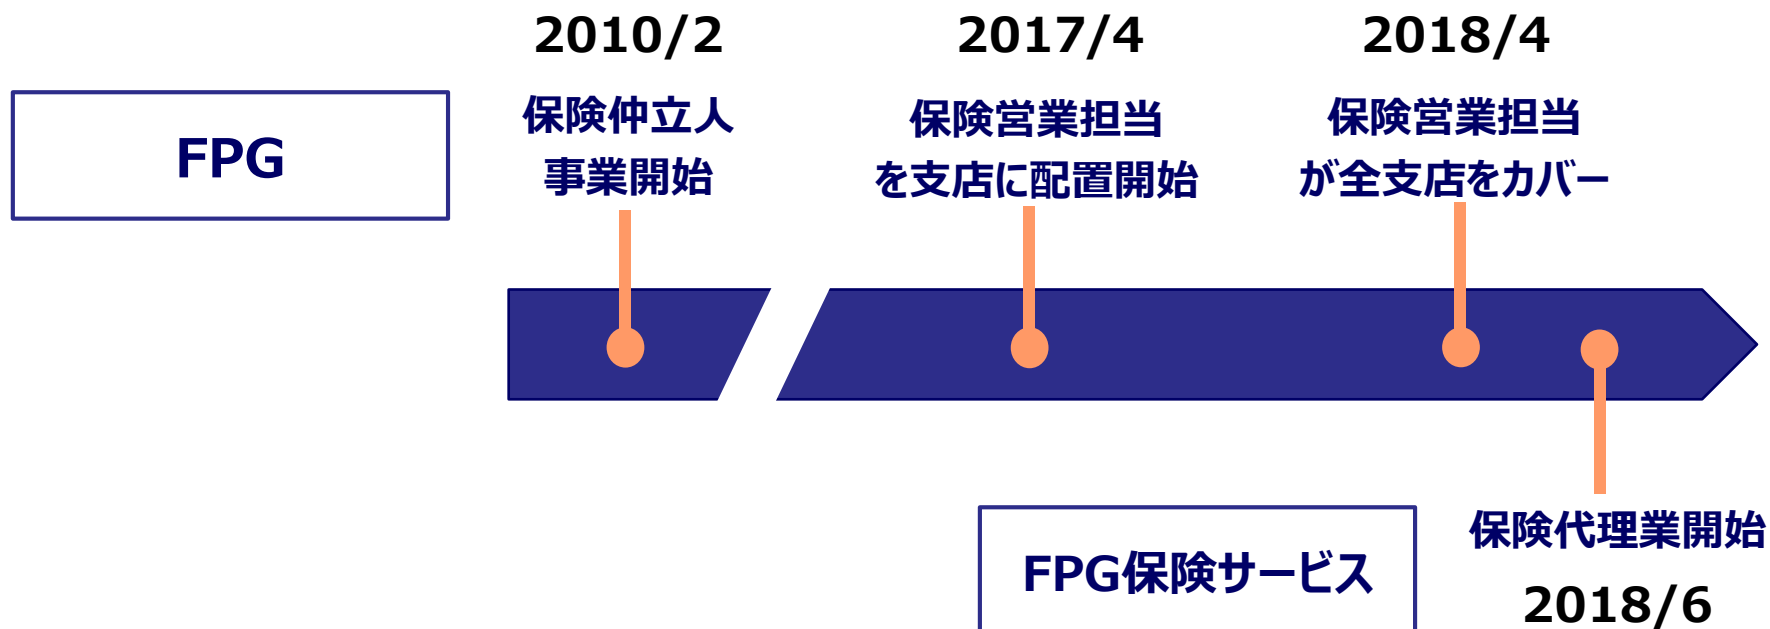 FPG
2010/2
保険仲立人
事業開始
2017/4
保険営業担当
を支店に配置開始
2018/4
保険営業担当
が全支店をカバー
FPG保険サービス
保険代理業開始
2018/6